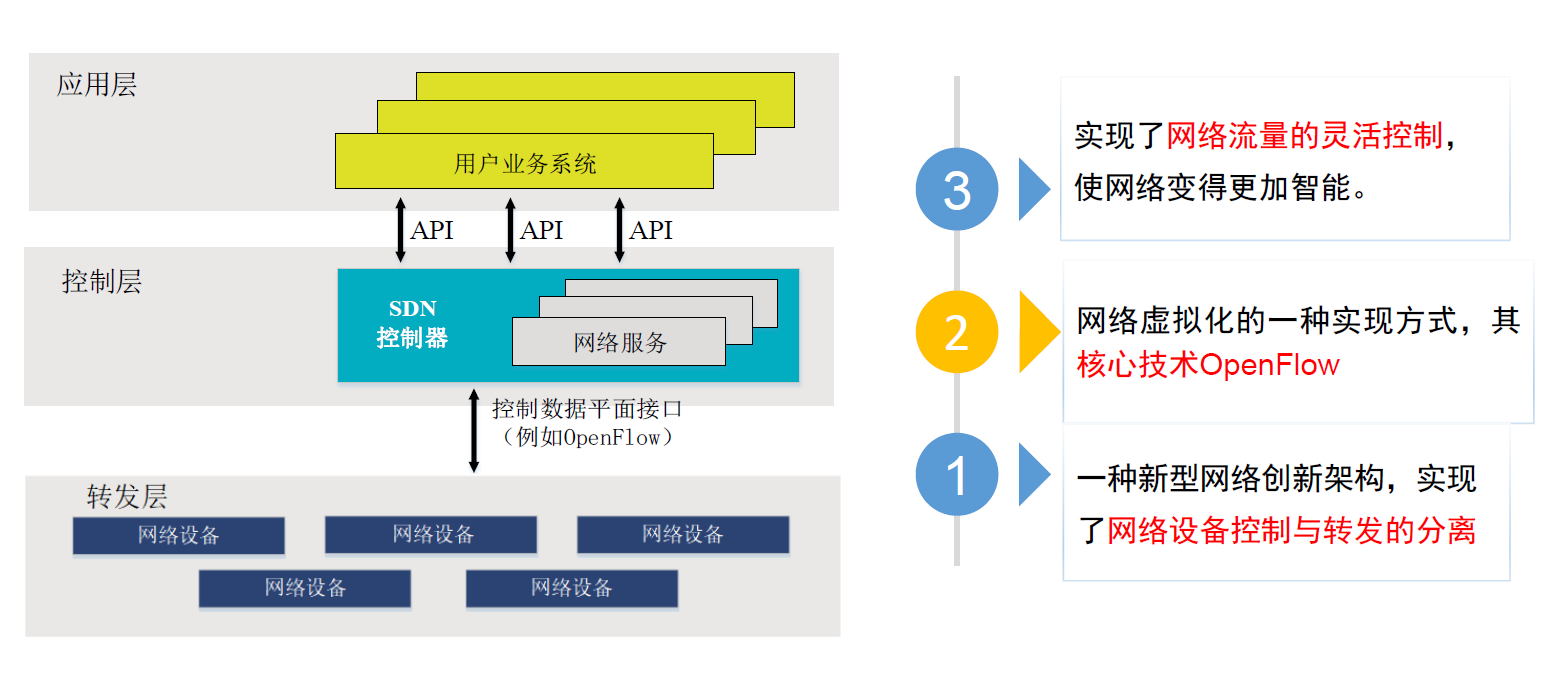 应用层
用户业务系统
API
API
API
控制层
SDN
控制器
网络服务
控制数据平面接口
（例如OpenFlow）
转发层
网络设备
网络设备
网络设备
网络设备
网络设备
3
实现了网络流量的灵活控制，
使网络变得更加智能。
2
网络虚拟化的一种实现方式，其
核心技术OpenFlow
1
一种新型网络创新架构，实现
了网络设备控制与转发的分离